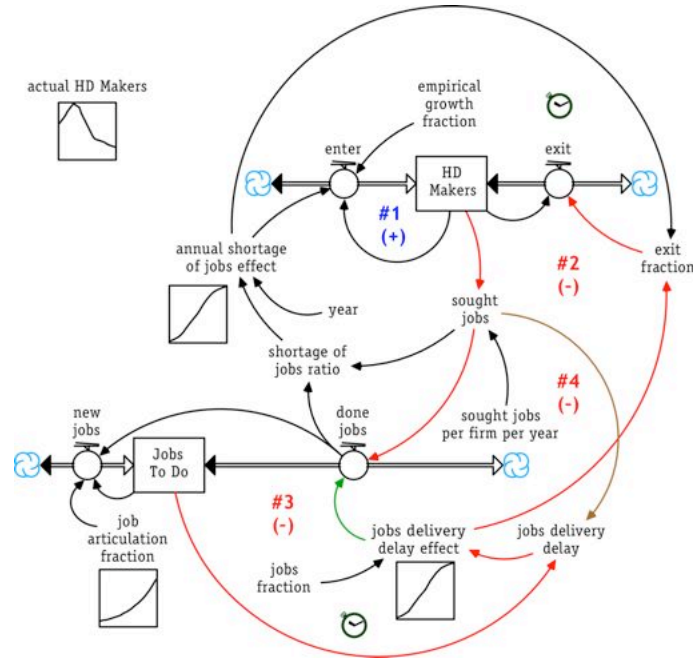 actual HD Makers
empirical
growth
fraction
enter
exit
HD
Makers
#1
(+)
annual shortage
of jobs effect
#2
(-)
exit
fraction
year
sought
jobs
shortage of
jobs ratio
#4
(-)
new
jobs
done
jobs
sought jobs
per firm per year
Jobs
To Do
#3
(-)
job
articulation
fraction
jobs delivery
delay effect
jobs delivery
delay
jobs
fraction